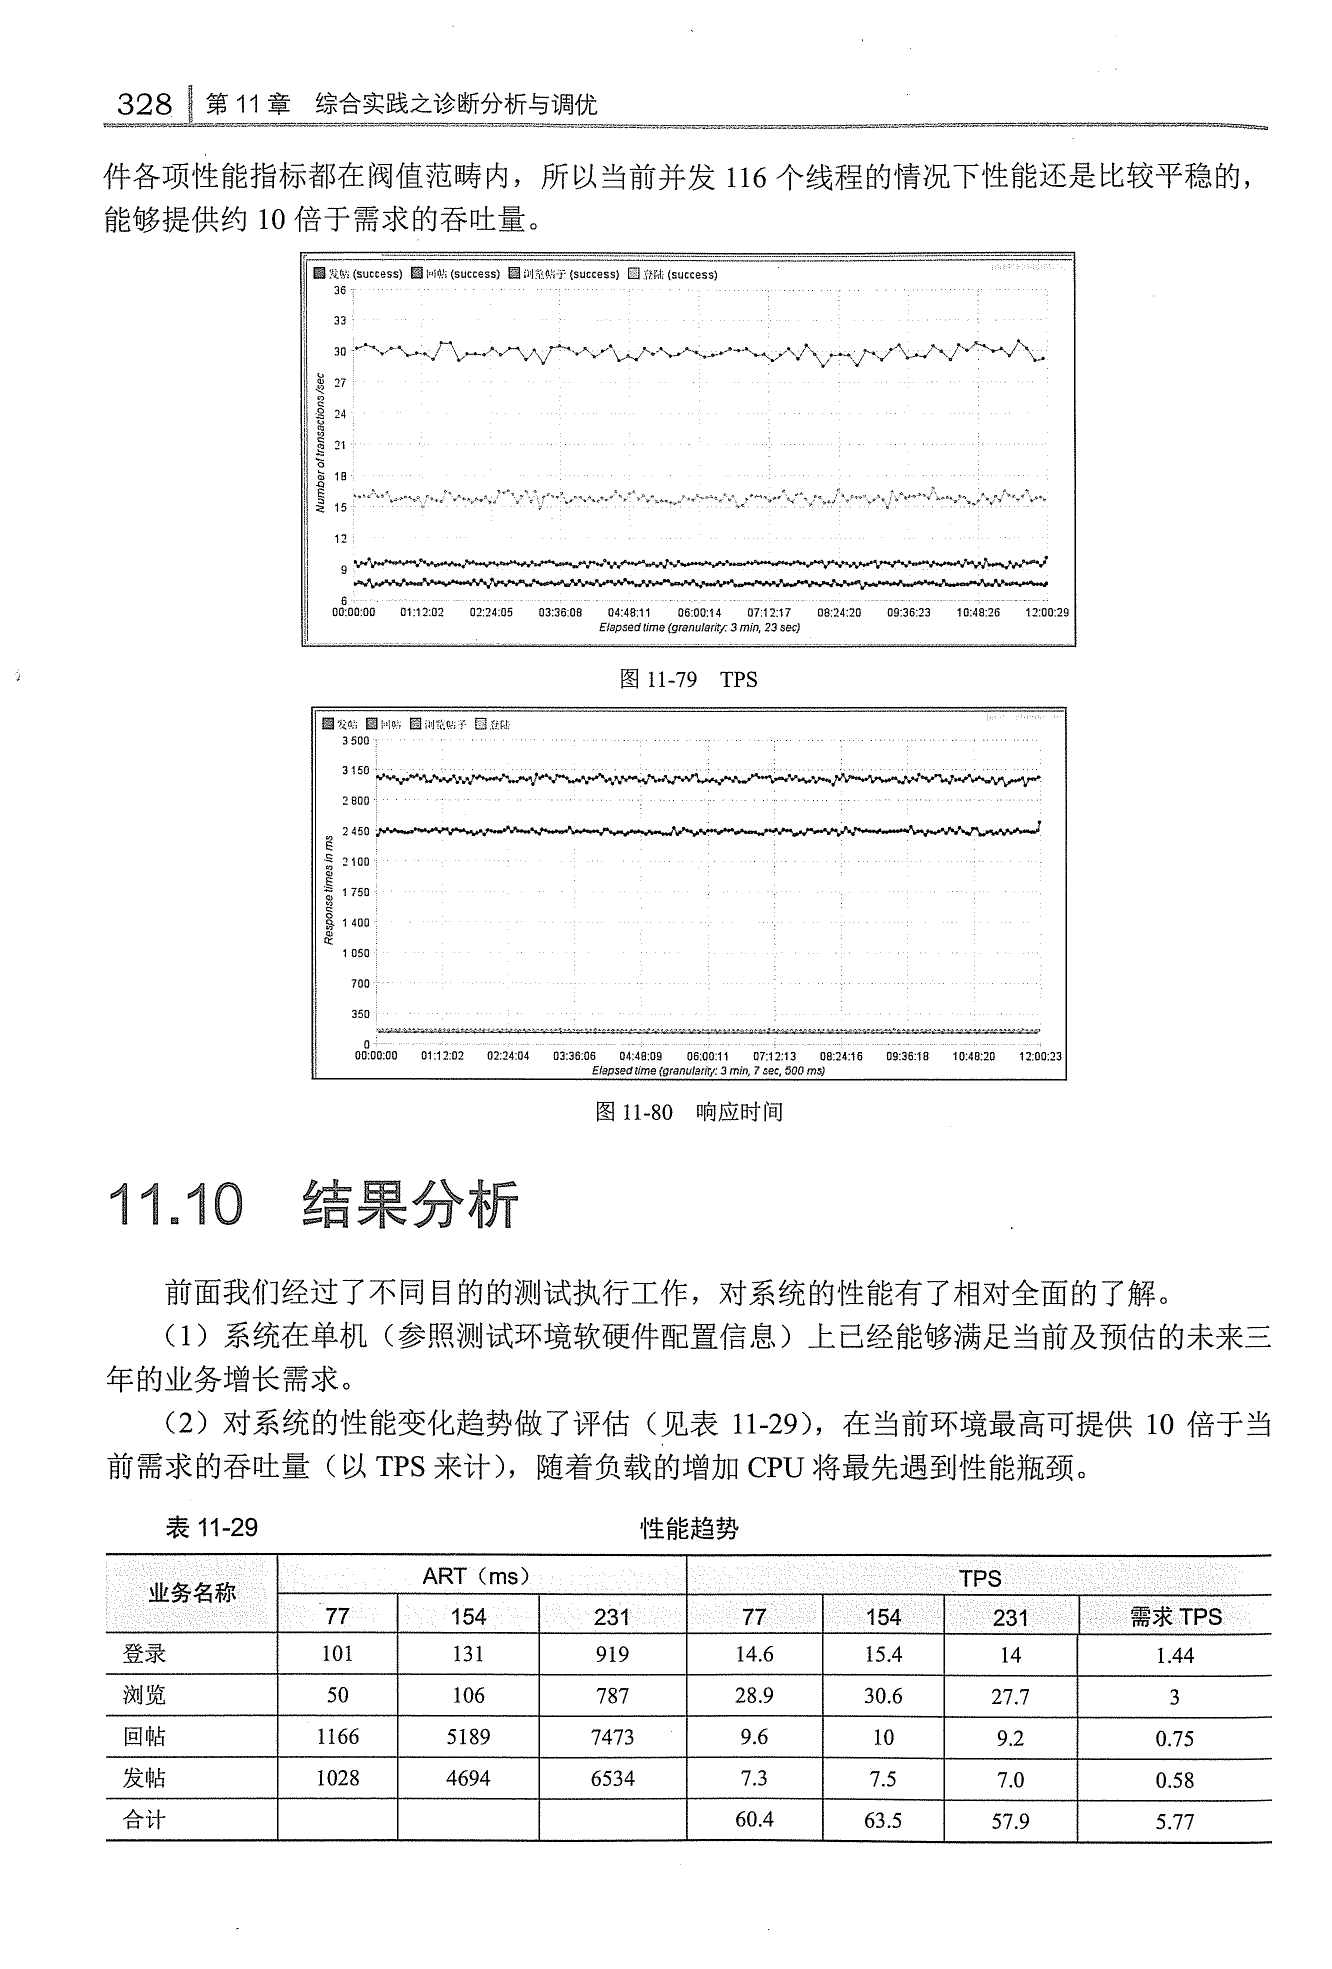 328 第 11 章 综合实践之诊断分析与调优
件各项性能指标都在阀值范畴内，所以当前并发 116 个线程的情况下性能还是比较平稳的，
能够提供约 10 倍于需求的吞吐量。
发帖 (success) 回帖 (success) 浏览帖子 (success) 登陆 (success)
36
33
30
27
24
21
18
15
12
9
6
Number of transactions /sec
00:00:00 01:12:02 02:24:05 03:36:08 04:48:11 06:00:14 07:12:17 08:24:20 09:36:23 10:48:26 12:00:29
Elapsed time (granularity: 3 min, 23 sec)
图 11-79 TPS
发帖 回帖 浏览帖子 登陆
3 500
3 150
2 800
2 450
2 100
1 750
1 400
1 050
700
350
0
Response times in ms
00:00:00 01:12:02 02:24:04 03:36:06 04:48:09 06:00:11 07:12:13 08:24:16 09:36:18 10:48:20 12:00:23
Elapsed time (granularity: 3 min, 7 sec, 500 ms)
图 11-80 响应时间
11.10 结果分析
前面我们经过了不同目的的测试执行工作，对系统的性能有了相对全面的了解。
（1）系统在单机（参照测试环境软硬件配置信息）上已经能够满足当前及预估的未来三
年的业务增长需求。
（2）对系统的性能变化趋势做了评估（见表 11-29），在当前环境最高可提供 10 倍于当
前需求的吞吐量（以 TPS 来计），随着负载的增加 CPU 将最先遇到性能瓶颈。
表 11-29 性能趋势
业务名称 ART（ms） TPS
77 154 231 77 154 231 需求 TPS
登录 101 131 919 14.6 15.4 14 1.44
浏览 50 106 787 28.9 30.6 27.7 3
回帖 1166 5189 7473 9.6 10 9.2 0.75
发帖 1028 4694 6534 7.3 7.5 7.0 0.58
合计 60.4 63.5 57.9 5.77